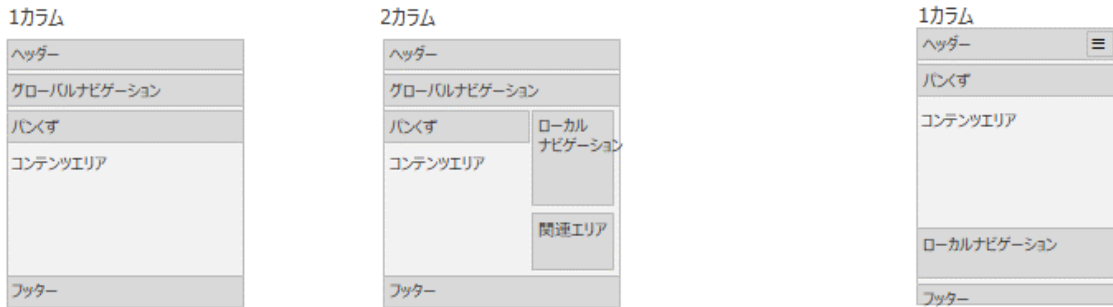 1カラム
ヘッダー
グローバルナビゲーション
パンくず
コンテンツエリア
フッター
2カラム
ヘッダー
グローバルナビゲーション
パンくず
コンテンツエリア
ローカル
ナビゲーション
関連エリア
フッター
1カラム
ヘッダー
パンくず
コンテンツエリア
ローカルナビゲーション
フッター